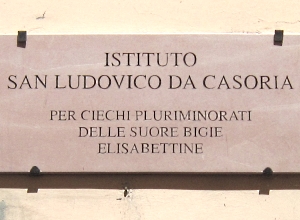 ISTITUTO
SAN LUDOVICO DA CASORIA
PER CIECHI PLURIMINORATI
DELLE SUORE BIGIE
ELISABETTINE